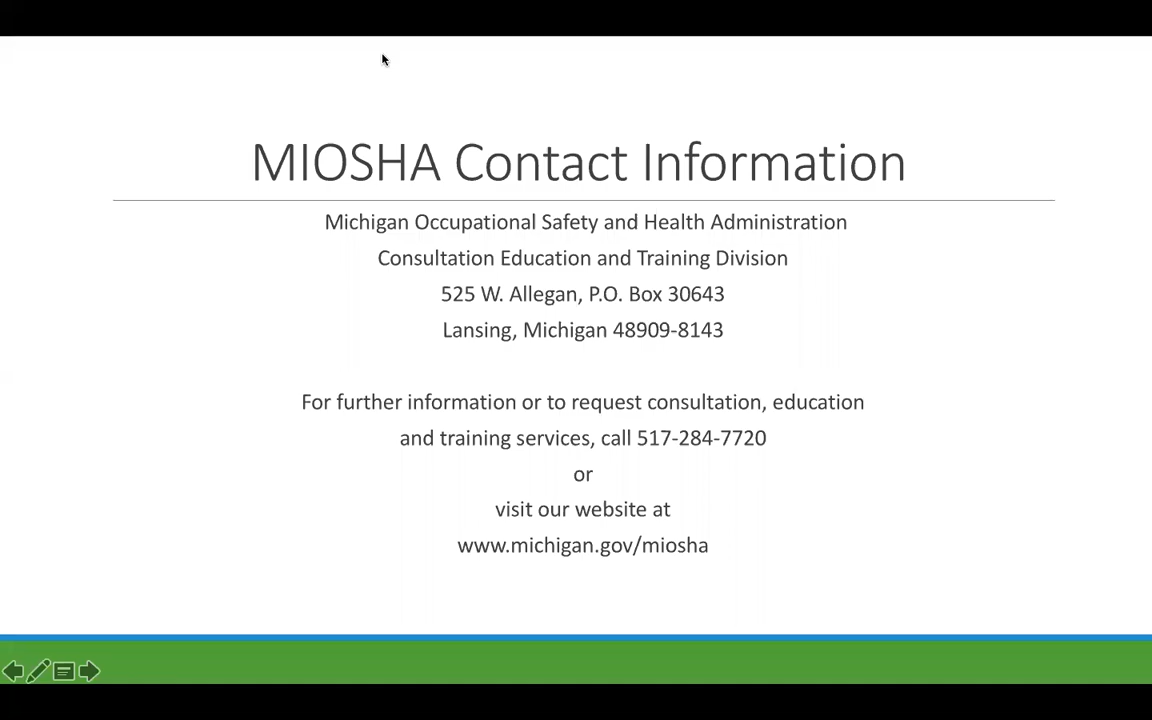 MIOSHA Contact Information
Michigan Occupational Safety and Health Administration
Consultation Education and Training Division
525 W. Allegan, P.O. Box 30643
Lansing, Michigan 48909-8143
For further information or to request consultation, education
and training services, call 517-284-7720
or
visit our website at
www.michigan.gov/miosha